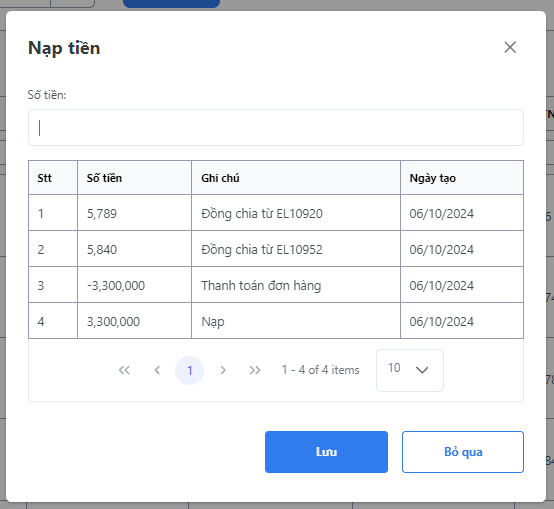 Nạp tiền
Số tiền:
Stt Số tiền Ghi chú Ngày tạo
1 5,789 Đồng chia từ EL10920 06/10/2024
2 5,840 Đồng chia từ EL10952 06/10/2024
3 -3,300,000 Thanh toán đơn hàng 06/10/2024
4 3,300,000 Nạp 06/10/2024
1 1 - 4 of 4 items 10
Lưu Bỏ qua